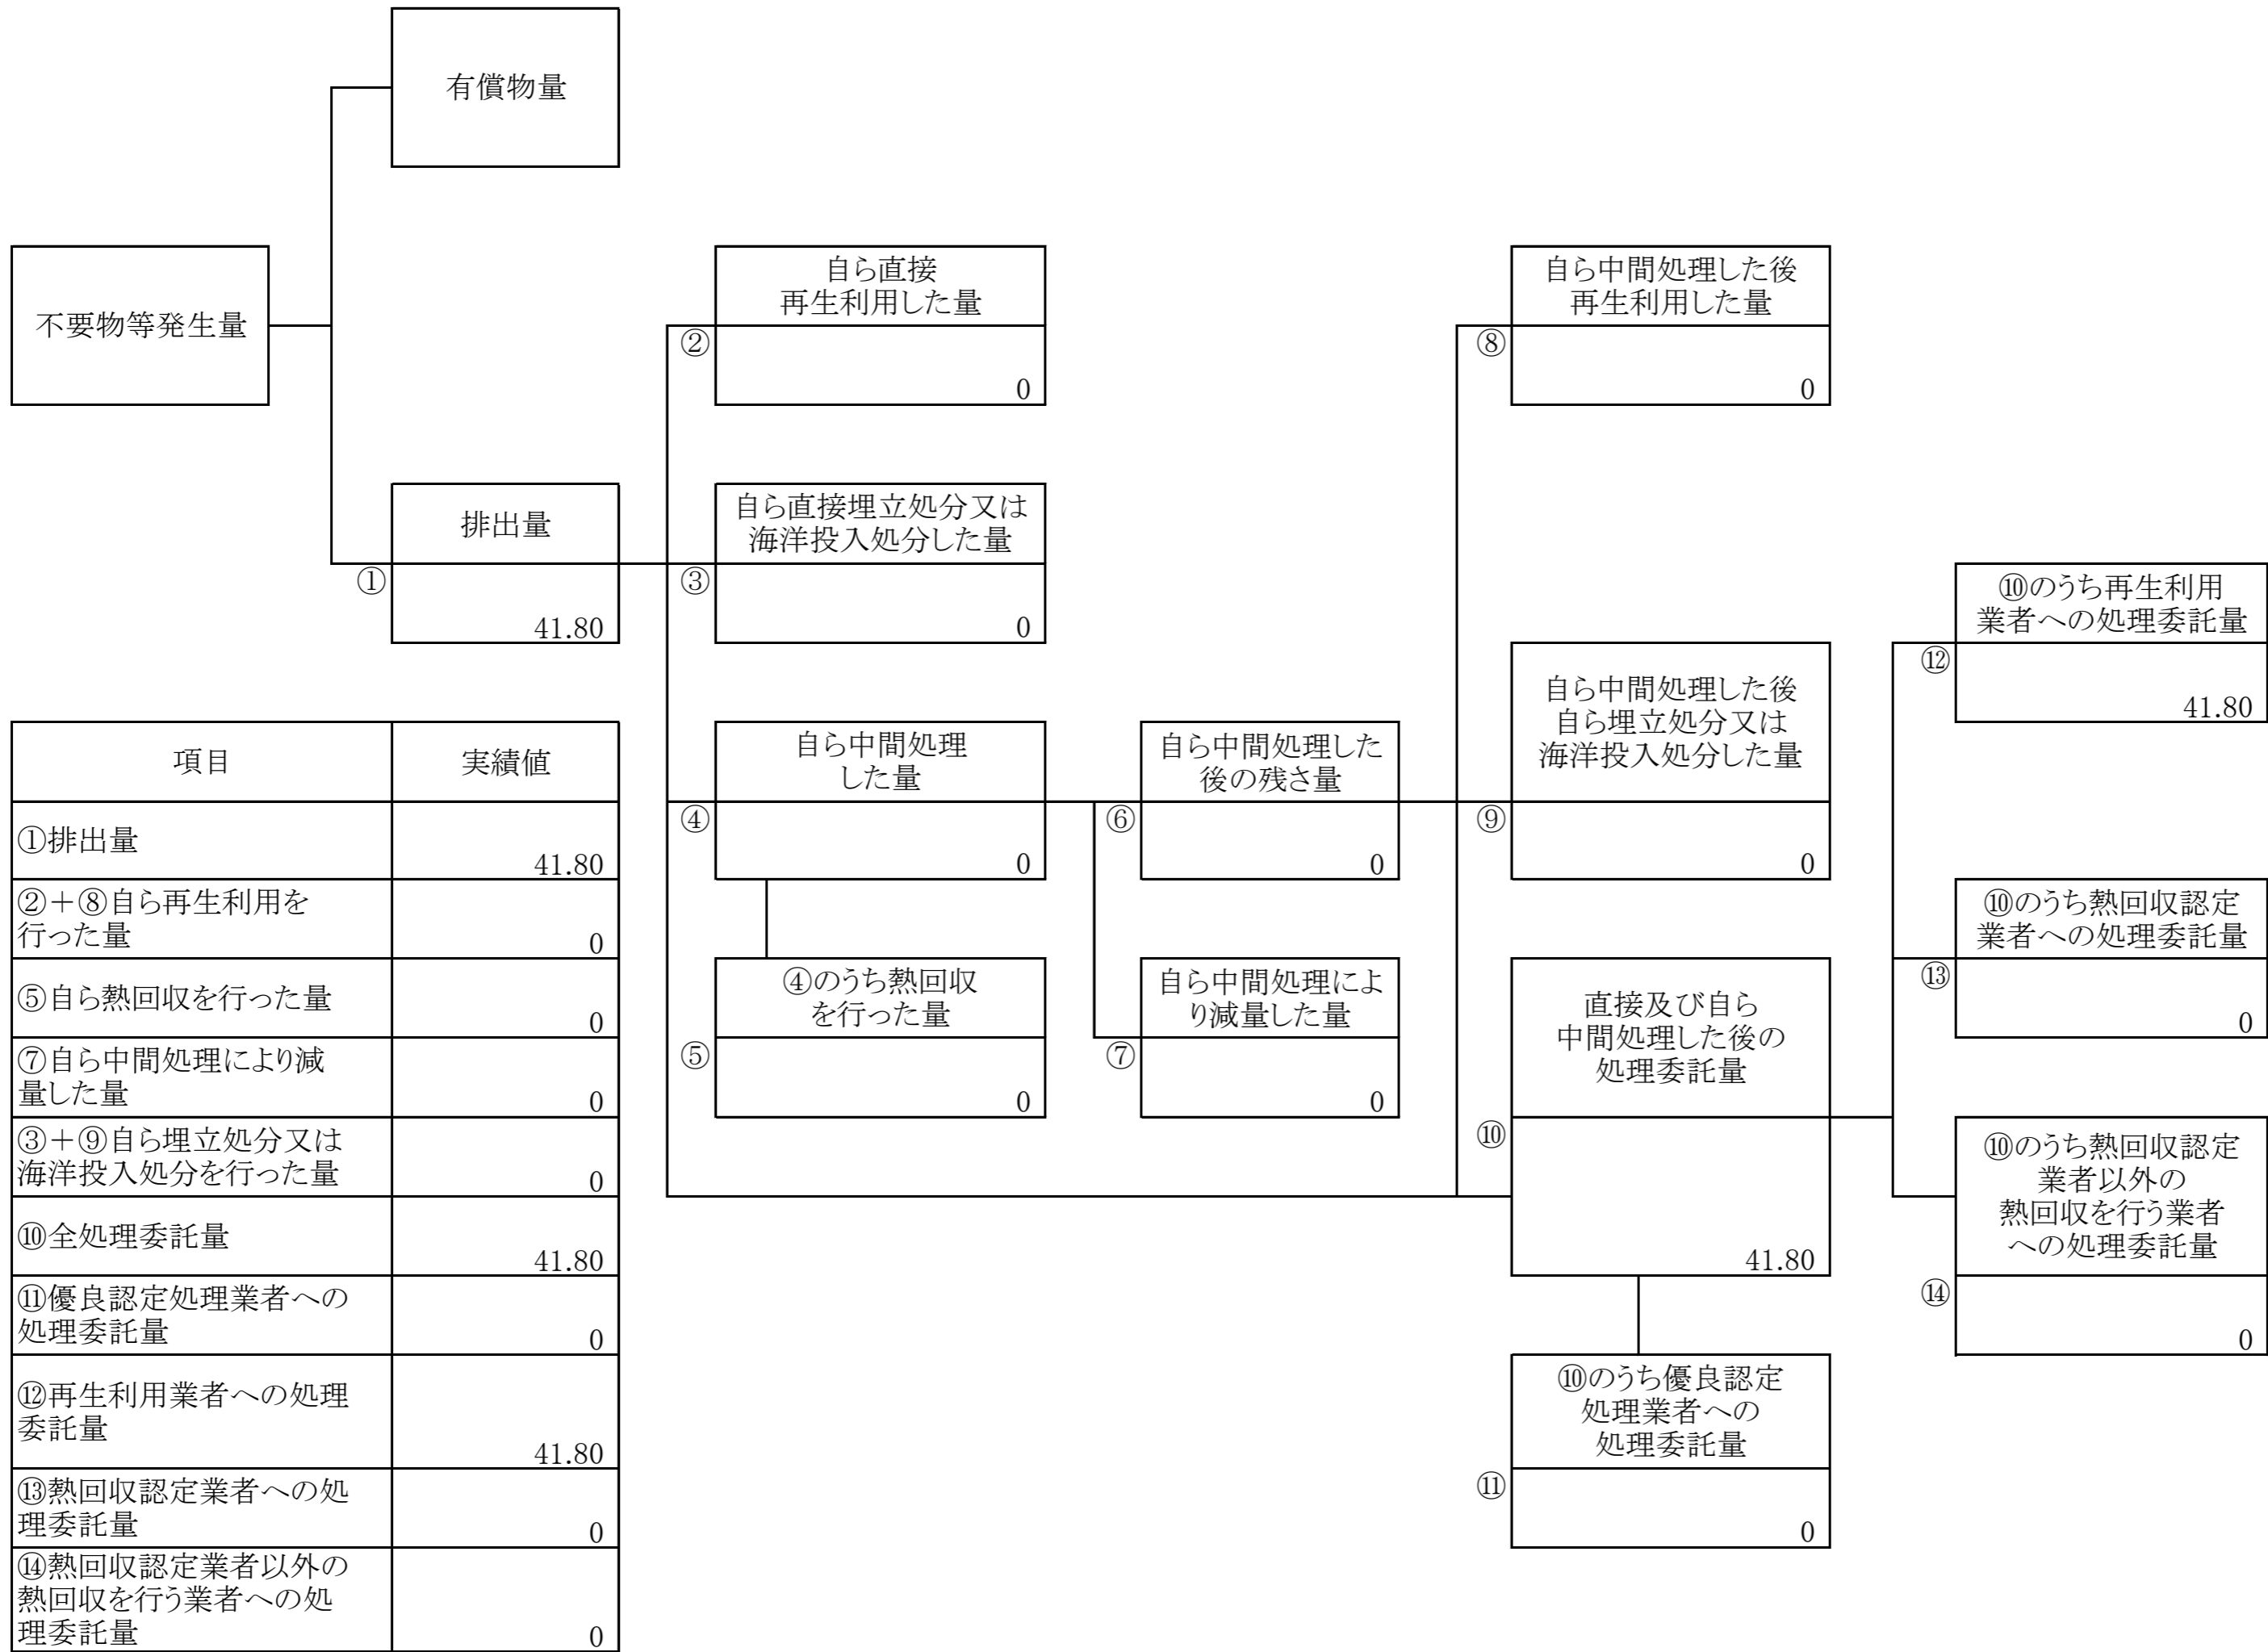 有償物量
不要物等発生量
自ら直接
再生利用した量
②
0
自ら中間処理した後
再生利用した量
⑧
0
排出量
①
41.80
自ら直接埋立処分又は
海洋投入処分した量
③
0
⑩のうち再生利用
業者への処理委託量
⑫
41.80
自ら中間処理
した量
④
0
自ら中間処理した
後の残さ量
⑥
0
自ら中間処理した後
自ら埋立処分又は
海洋投入処分した量
⑨
0
⑩のうち熱回収認定
業者への処理委託量
⑬
0
④のうち熱回収
を行った量
⑤
0
自ら中間処理によ
り減量した量
⑦
0
直接及び自ら
中間処理した後の
処理委託量
⑩
41.80
⑩のうち熱回収認定
業者以外の
熱回収を行う業者
への処理委託量
⑭
0
⑩のうち優良認定
処理業者への
処理委託量
⑪
0
項目 実績値
①排出量
41.80
②＋⑧自ら再生利用を
行った量
0
⑤自ら熱回収を行った量
0
⑦自ら中間処理により減
量した量
0
③＋⑨自ら埋立処分又は
海洋投入処分を行った量
0
⑩全処理委託量
41.80
⑪優良認定処理業者への
処理委託量
0
⑫再生利用業者への処理
委託量
41.80
⑬熱回収認定業者への処
理委託量
0
⑭熱回収認定業者以外の
熱回収を行う業者への処
理委託量
0